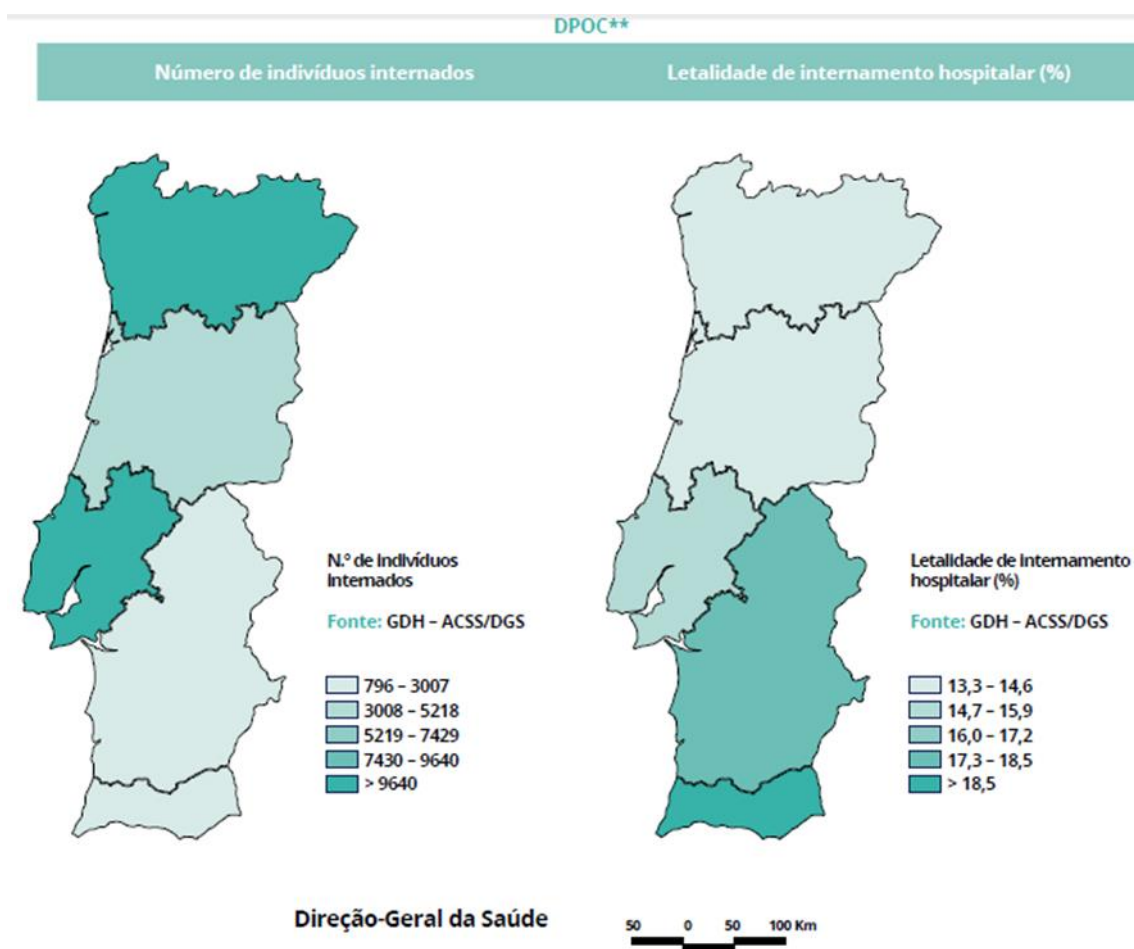 DPOC**
Número de indivíduos internados
Letalidade de internamento hospitalar (%)
N.º de Indivíduos
Internados
Fonte: GDH – ACSS/DGS
796 – 3007
3008 – 5218
5219 – 7429
7430 – 9640
> 9640
Letalidade de Internamento
hospitalar (%)
Fonte: GDH – ACSS/DGS
13,3 – 14,6
14,7 – 15,9
16,0 – 17,2
17,3 – 18,5
> 18,5
Direção-Geral da Saúde
50 0 50 100 Km